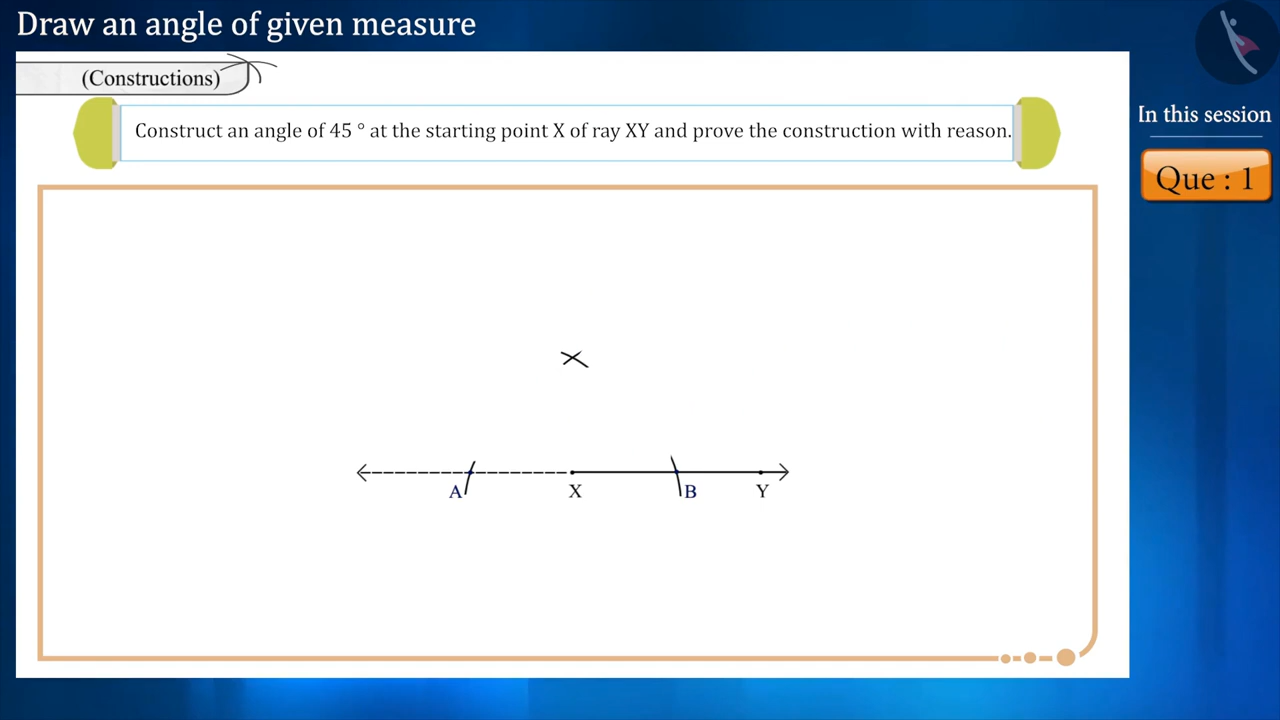 Draw an angle of given measure
(Constructions)
In this session
Construct an angle of 45 ° at the starting point X of ray XY and prove the construction with reason.
Que : 1
A X B Y